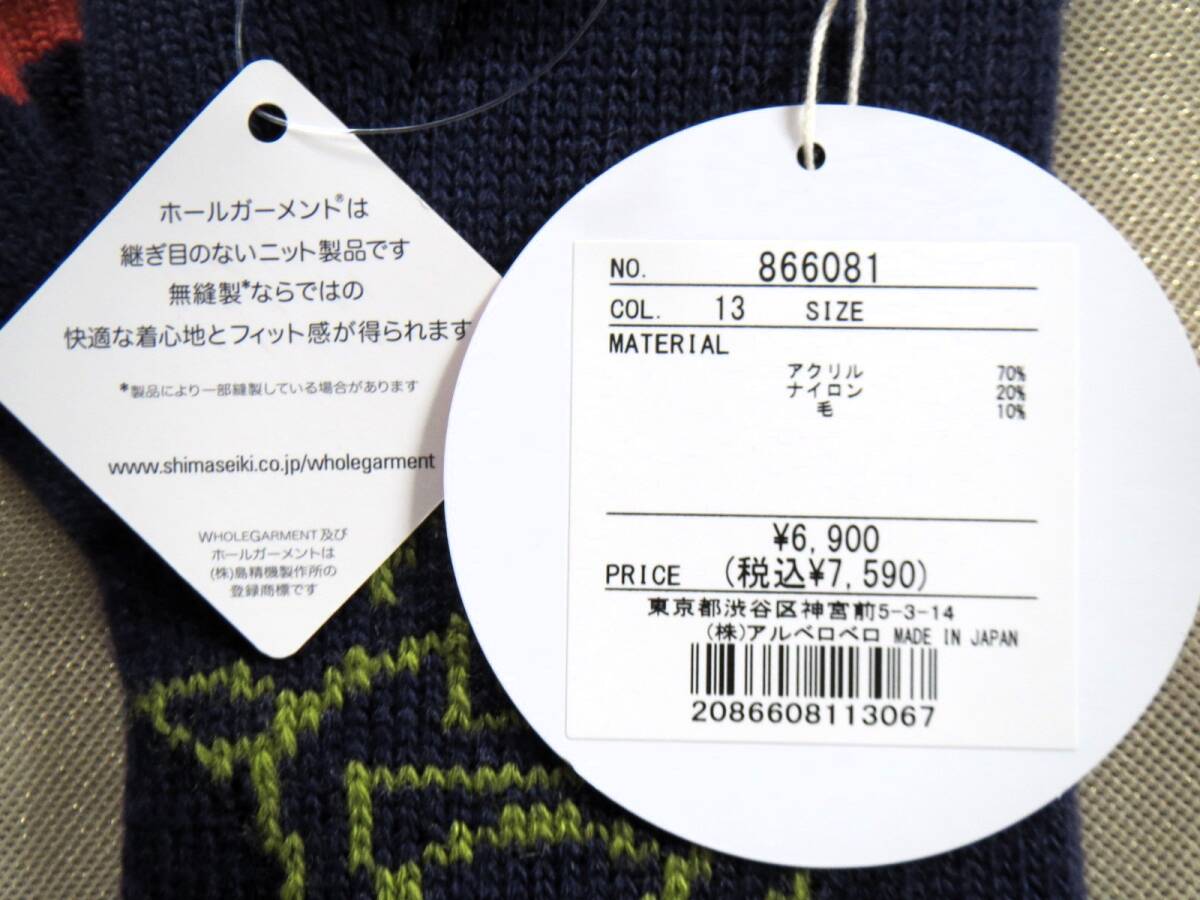 ホールガーメント®は
継ぎ目のないニット製品です
無縫製*ならではの
快適な着心地とフィット感が得られます
*製品により一部縫製している場合があります
www.shimaseiki.co.jp/wholegarment
WHOLEGARMENT及び
ホールガーメントは
(株)島精機製作所の
登録商標です
NO. 866081
COL. 13 SIZE
MATERIAL
アクリル 70%
ナイロン 20%
毛 10%
¥6,900
PRICE (税込¥7,590)
東京都渋谷区神宮前5-3-14
(株)アルベロベロ MADE IN JAPAN
2086608113067